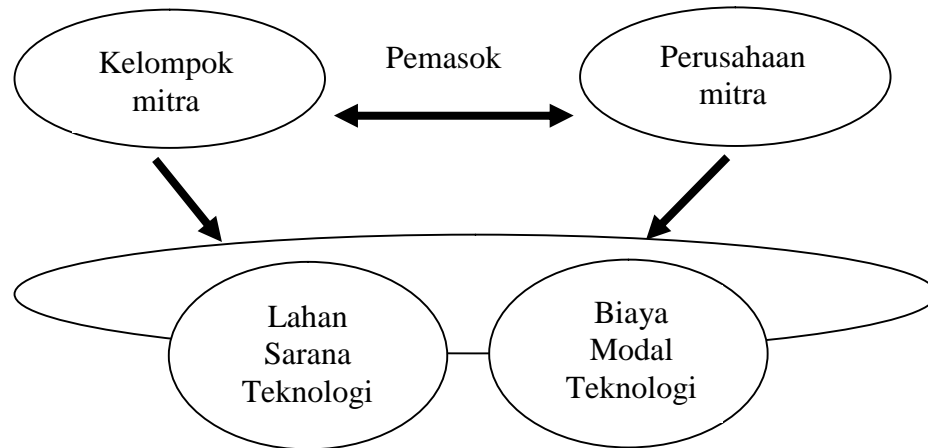 Kelompok
mitra
Pemasok
Perusahaan
mitra
Lahan
Sarana
Teknologi
Biaya
Modal
Teknologi